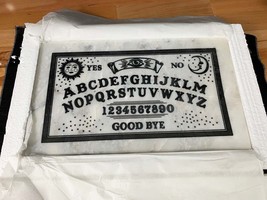 YES NO
ABCDEFGHIJKLM
NOPQRSTUVWXYZ
1234567890
GOOD BYE